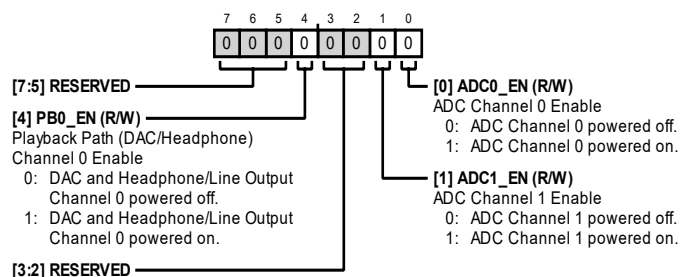 7 6 5 4 3 2 1 0
0 0 0 0 0 0 0 0
[7:5] RESERVED
[4] PB0_EN (R/W)
Playback Path (DAC/Headphone)
Channel 0 Enable
0: DAC and Headphone/Line Output
Channel 0 powered off.
1: DAC and Headphone/Line Output
Channel 0 powered on.
[3:2] RESERVED
[0] ADC0_EN (R/W)
ADC Channel 0 Enable
0: ADC Channel 0 powered off.
1: ADC Channel 0 powered on.
[1] ADC1_EN (R/W)
ADC Channel 1 Enable
0: ADC Channel 1 powered off.
1: ADC Channel 1 powered on.